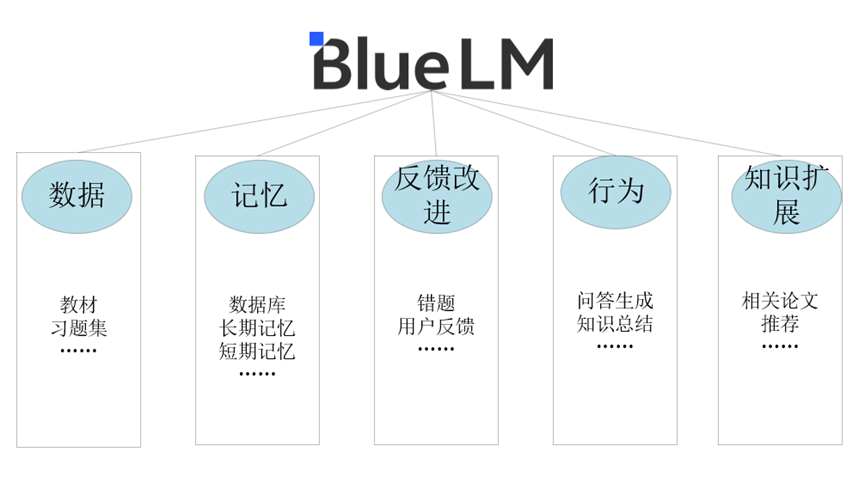 BlueLM
数据
教材
习题集
……
记忆
数据库
长期记忆
短期记忆
……
反馈改
进
错题
用户反馈
……
行为
问答生成
知识总结
……
知识扩
展
相关论文
推荐
……